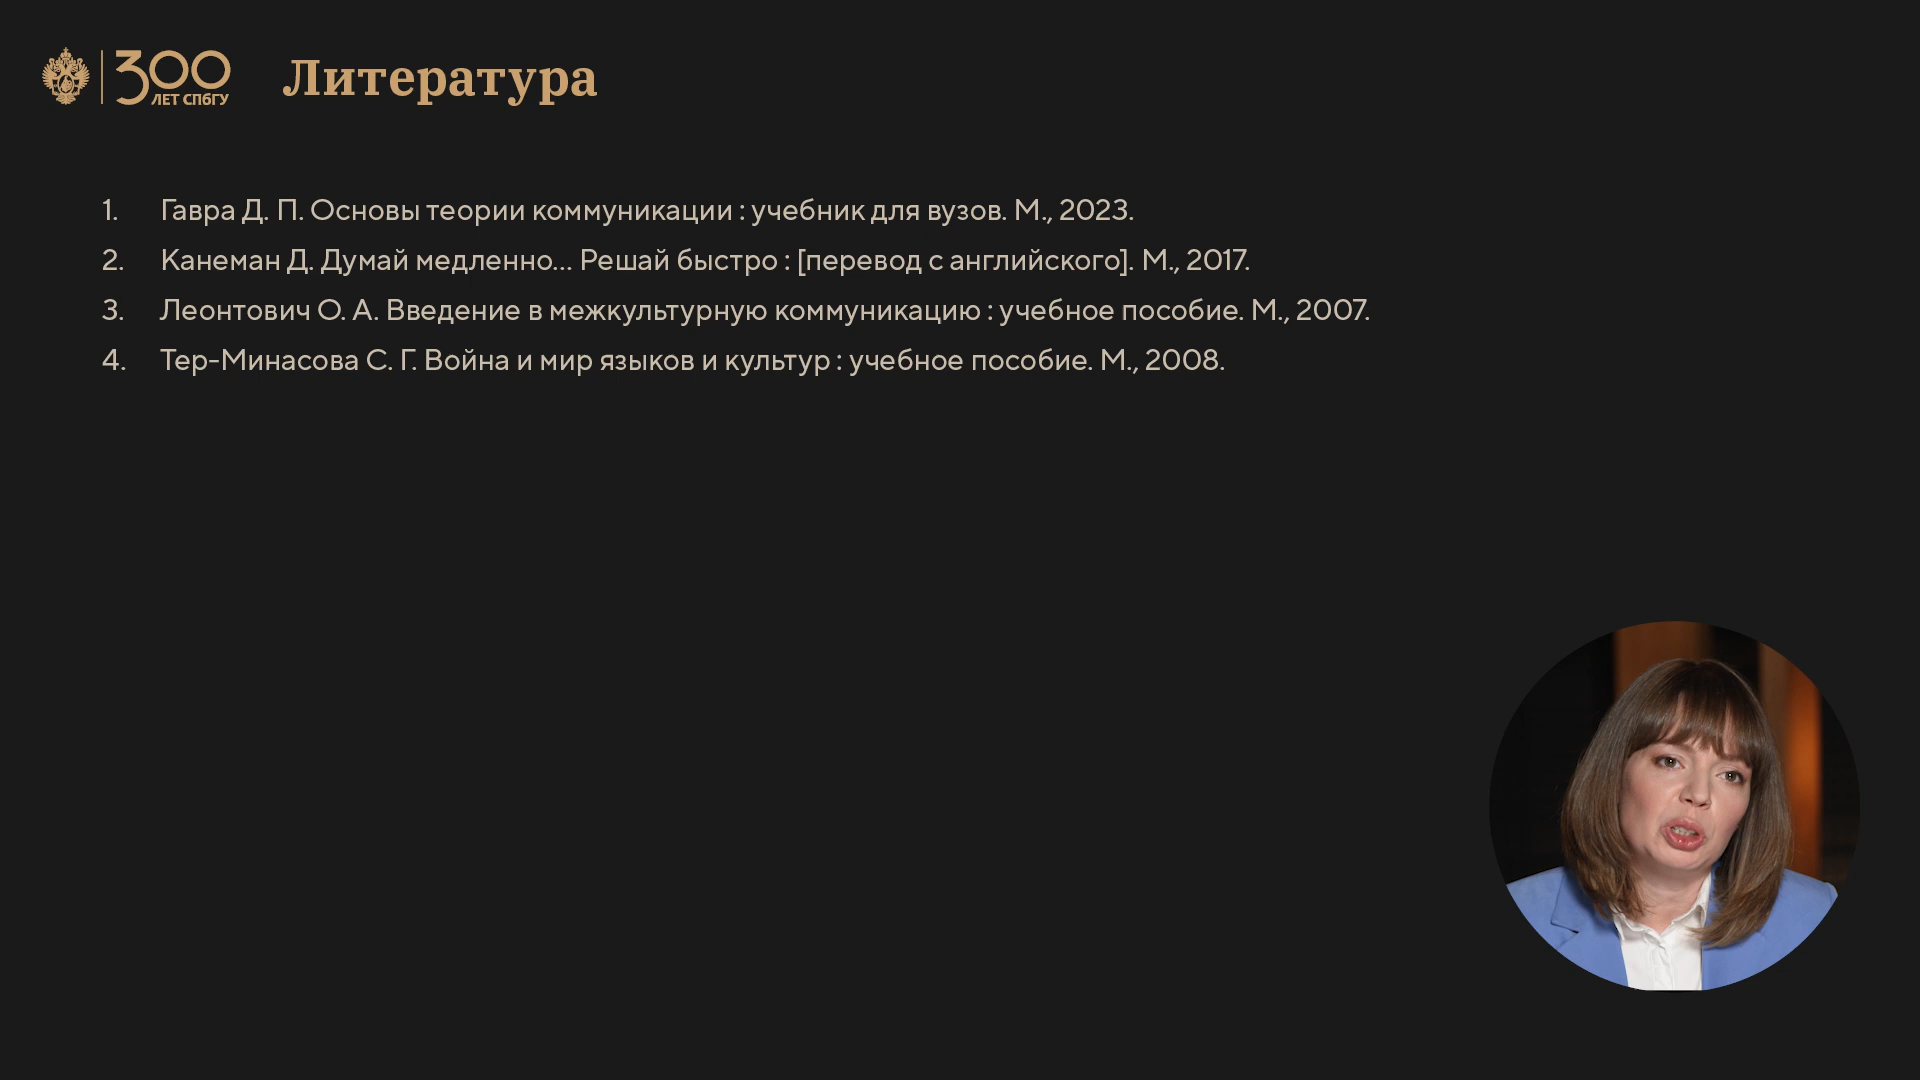 300
ЛЕТ СПбГУ
Литература
1. Гавра Д. П. Основы теории коммуникации : учебник для вузов. М., 2023.
2. Канеман Д. Думай медленно... Решай быстро : [перевод с английского]. М., 2017.
3. Леонтович О. А. Введение в межкультурную коммуникацию : учебное пособие. М., 2007.
4. Тер-Минасова С. Г. Война и мир языков и культур : учебное пособие. М., 2008.